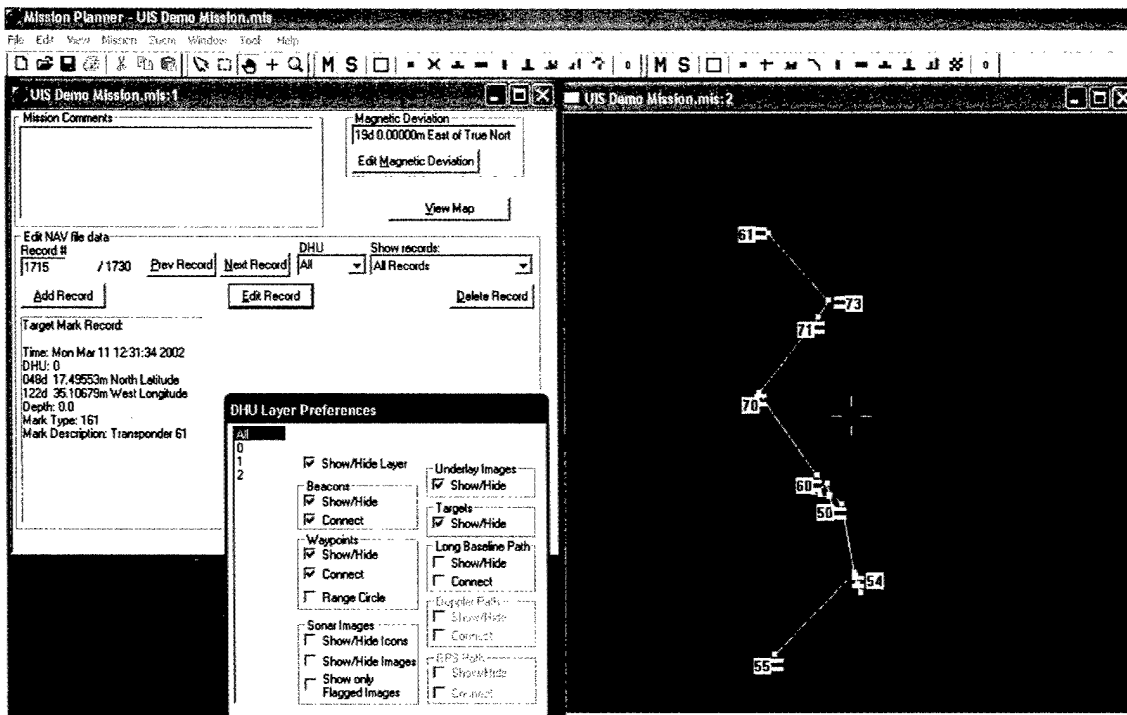 Mission Planner - UIS Demo Mission.mis
File Edit View Mission Zoom Window Tool Help
M S M S
UIS Demo Mission.mis:1
Mission Comments
Magnetic Deviation
19d 0.00000m East of True Nort
Edit Magnetic Deviation
View Map
Edit NAV file data
Record #
1715 / 1730
Prev Record
Next Record
DHU
All
Show records:
All Records
Add Record
Edit Record
Delete Record
Target Mark Record:
Time: Mon Mar 11 12:31:34 2002
DHU: 0
048d 17.49553m North Latitude
122d 35.10679m West Longitude
Depth: 0.0
Mark Type: 161
Mark Description: Transponder 61
DHU Layer Preferences
All
0
1
2
Show/Hide Layer
Beacons
Show/Hide
Connect
Waypoints
Show/Hide
Connect
Range Circle
Sonar Images
Show/Hide Icons
Show/Hide Images
Show only
Flagged Images
Underlay Images
Show/Hide
Targets
Show/Hide
Long Baseline Path
Show/Hide
Connect
Doppler Path
Show/Hide
Connect
GPS Path
Show/Hide
Connect
UIS Demo Mission.mis:2
61
73
71
70
60
50
54
55